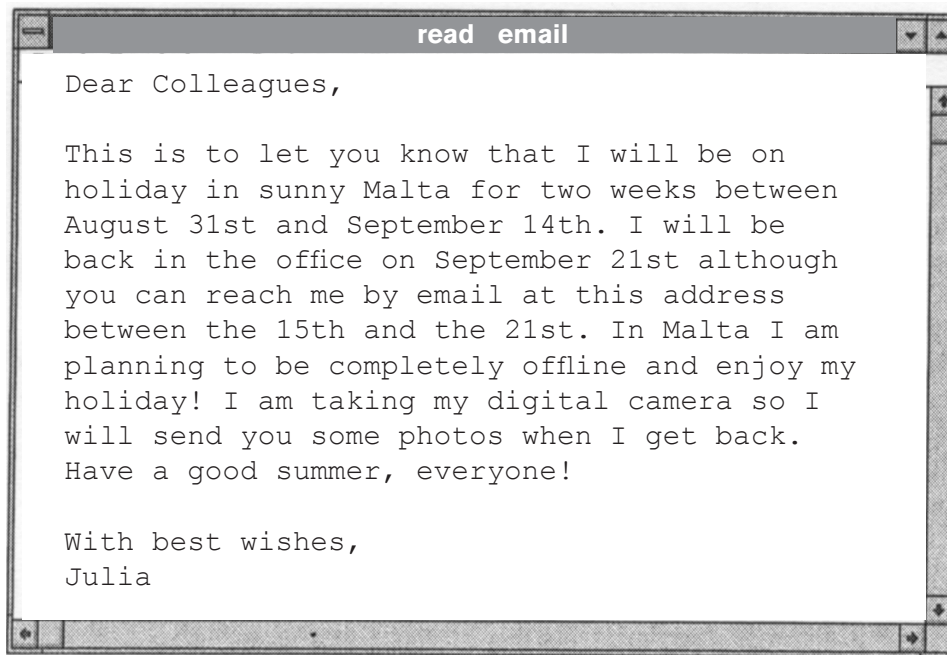 read email
Dear Colleagues,
This is to let you know that I will be on
holiday in sunny Malta for two weeks between
August 31st and September 14th. I will be
back in the office on September 21st although
you can reach me by email at this address
between the 15th and the 21st. In Malta I am
planning to be completely offline and enjoy my
holiday! I am taking my digital camera so I
will send you some photos when I get back.
Have a good summer, everyone!
With best wishes,
Julia